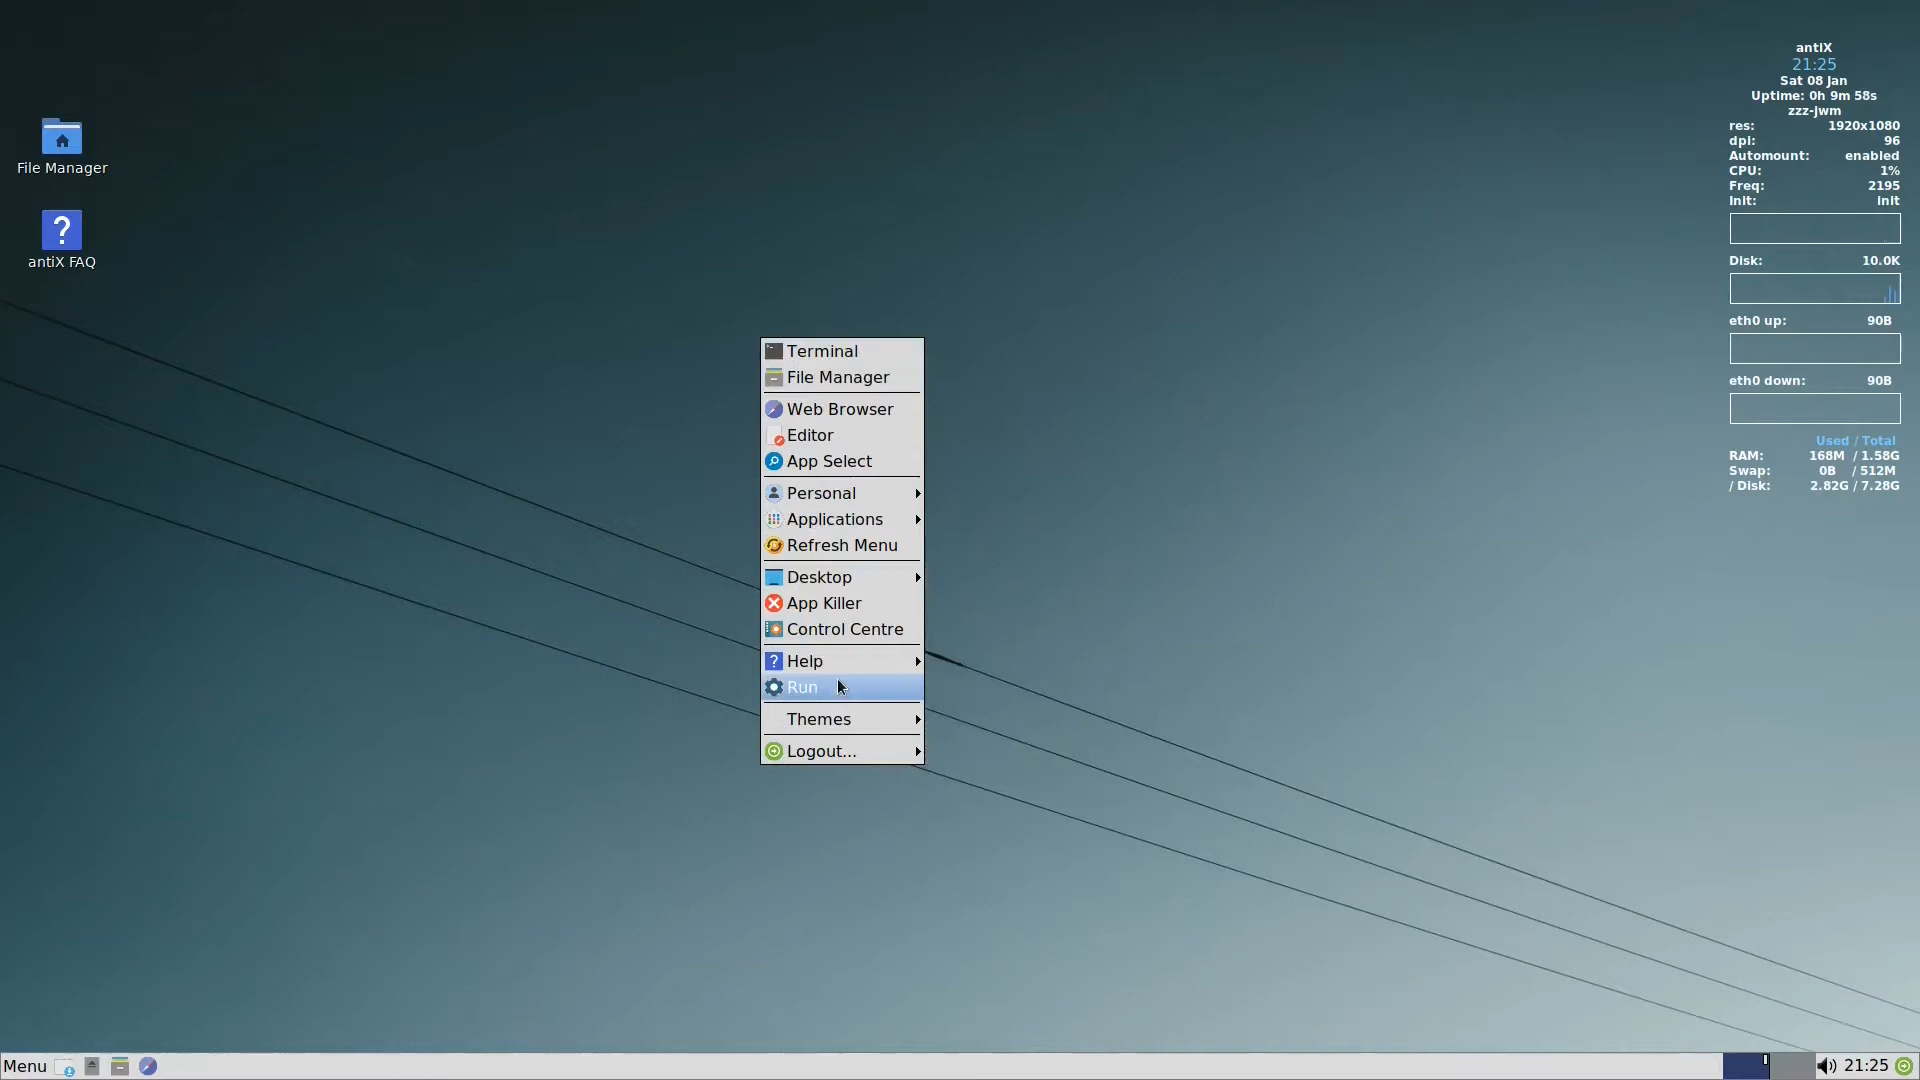 File Manager
antiX FAQ
Terminal
File Manager
Web Browser
Editor
App Select
Personal
Applications
Refresh Menu
Desktop
App Killer
Control Centre
Help
Run
Themes
Logout...
antiX
21:25
Sat 08 Jan
Uptime: 0h 9m 58s
zzz-jwm
res: 1920x1080
dpi: 96
Automount: enabled
CPU: 1%
Freq: 2195
Init: init
Disk: 10.0K
eth0 up: 90B
eth0 down: 90B
Used / Total
RAM: 168M / 1.58G
Swap: 0B / 512M
/ Disk: 2.82G / 7.28G
Menu 21:25